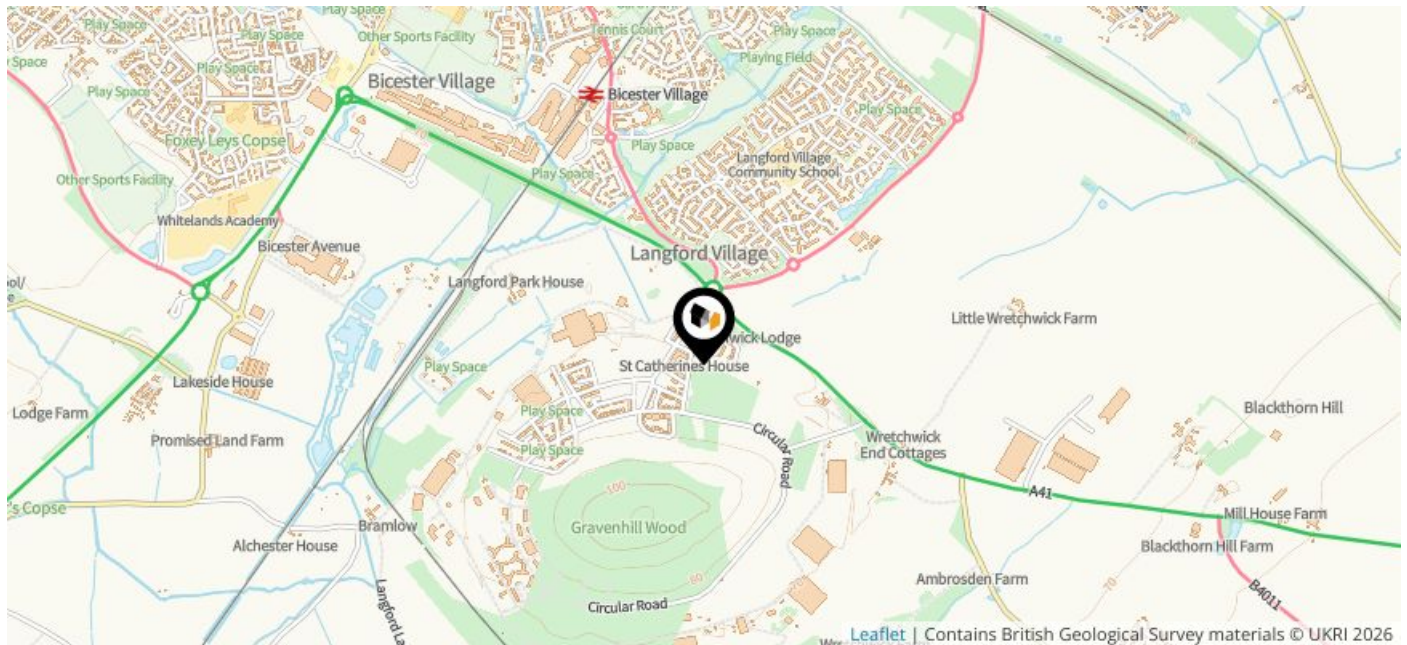 Play Space
Play Space
Other Sports Facility
Tennis Court
Play Space
Play Space
Play Space
Playing Field
Bicester Village
Play Space
Bicester Village
Play Space
Foxey Leys Copse
Play Space
Langford Village
Community School
Other Sports Facility
Play Space
Whitelands Academy
Bicester Avenue
Langford Village
Langford Park House
Little Wretchwick Farm
Lodge
St Catherines House
Play Space
Lakeside House
Lodge Farm
Play Space
Blackthorn Hill
Promised Land Farm
Circular Road
Wretchwick
End Cottages
Play Space
A41
100
's Copse
Bramlow
Gravenhill Wood
Mill House Farm
Alchester House
Blackthorn Hill Farm
Ambrosden Farm
60
70
Circular Road
B4011
Langford
Leaflet | Contains British Geological Survey materials © UKRI 2026